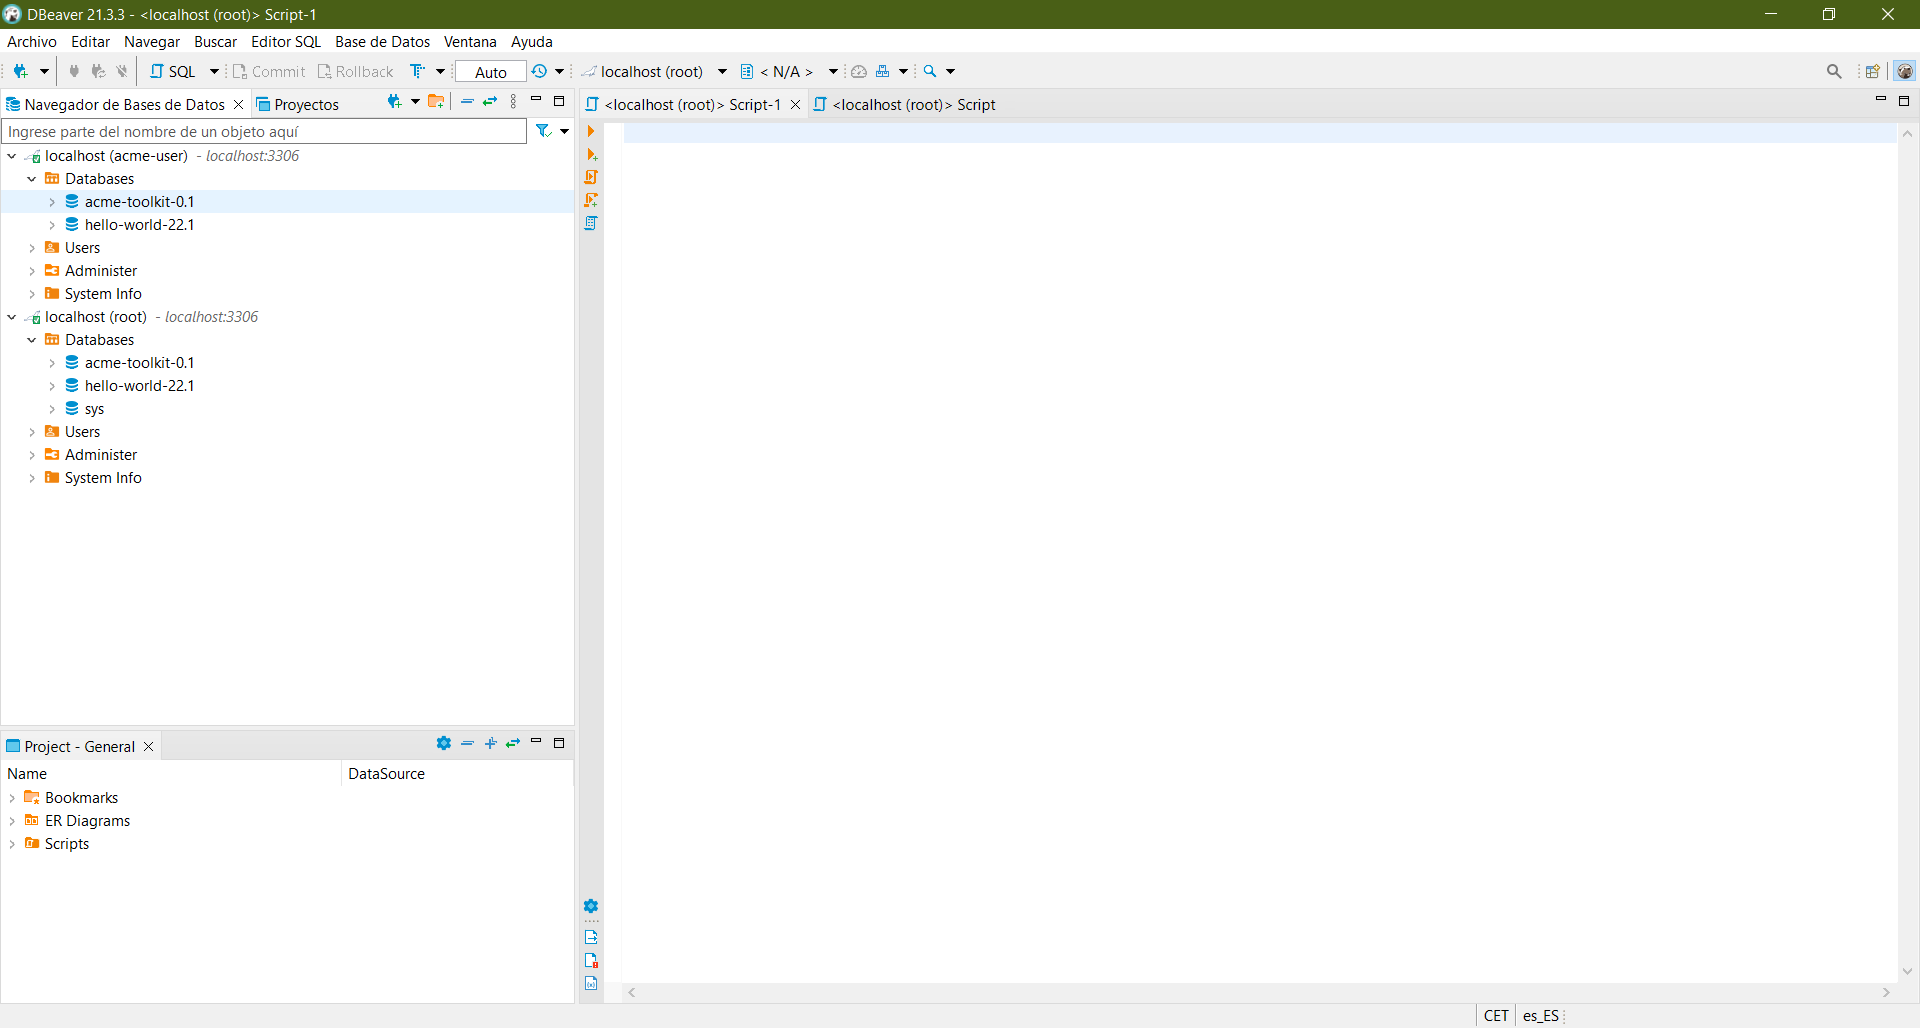 DBeaver 21.3.3 - <localhost (root)> Script-1
Archivo Editar Navegar Buscar Editor SQL Base de Datos Ventana Ayuda
SQL Commit Rollback Auto localhost (root) < N/A >
Navegador de Bases de Datos Proyectos
<localhost (root)> Script-1 <localhost (root)> Script
Ingrese parte del nombre de un objeto aquí
localhost (acme-user) - localhost:3306
Databases
acme-toolkit-0.1
hello-world-22.1
Users
Administer
System Info
localhost (root) - localhost:3306
Databases
acme-toolkit-0.1
hello-world-22.1
sys
Users
Administer
System Info
Project - General
Name DataSource
Bookmarks
ER Diagrams
Scripts
CET es_ES